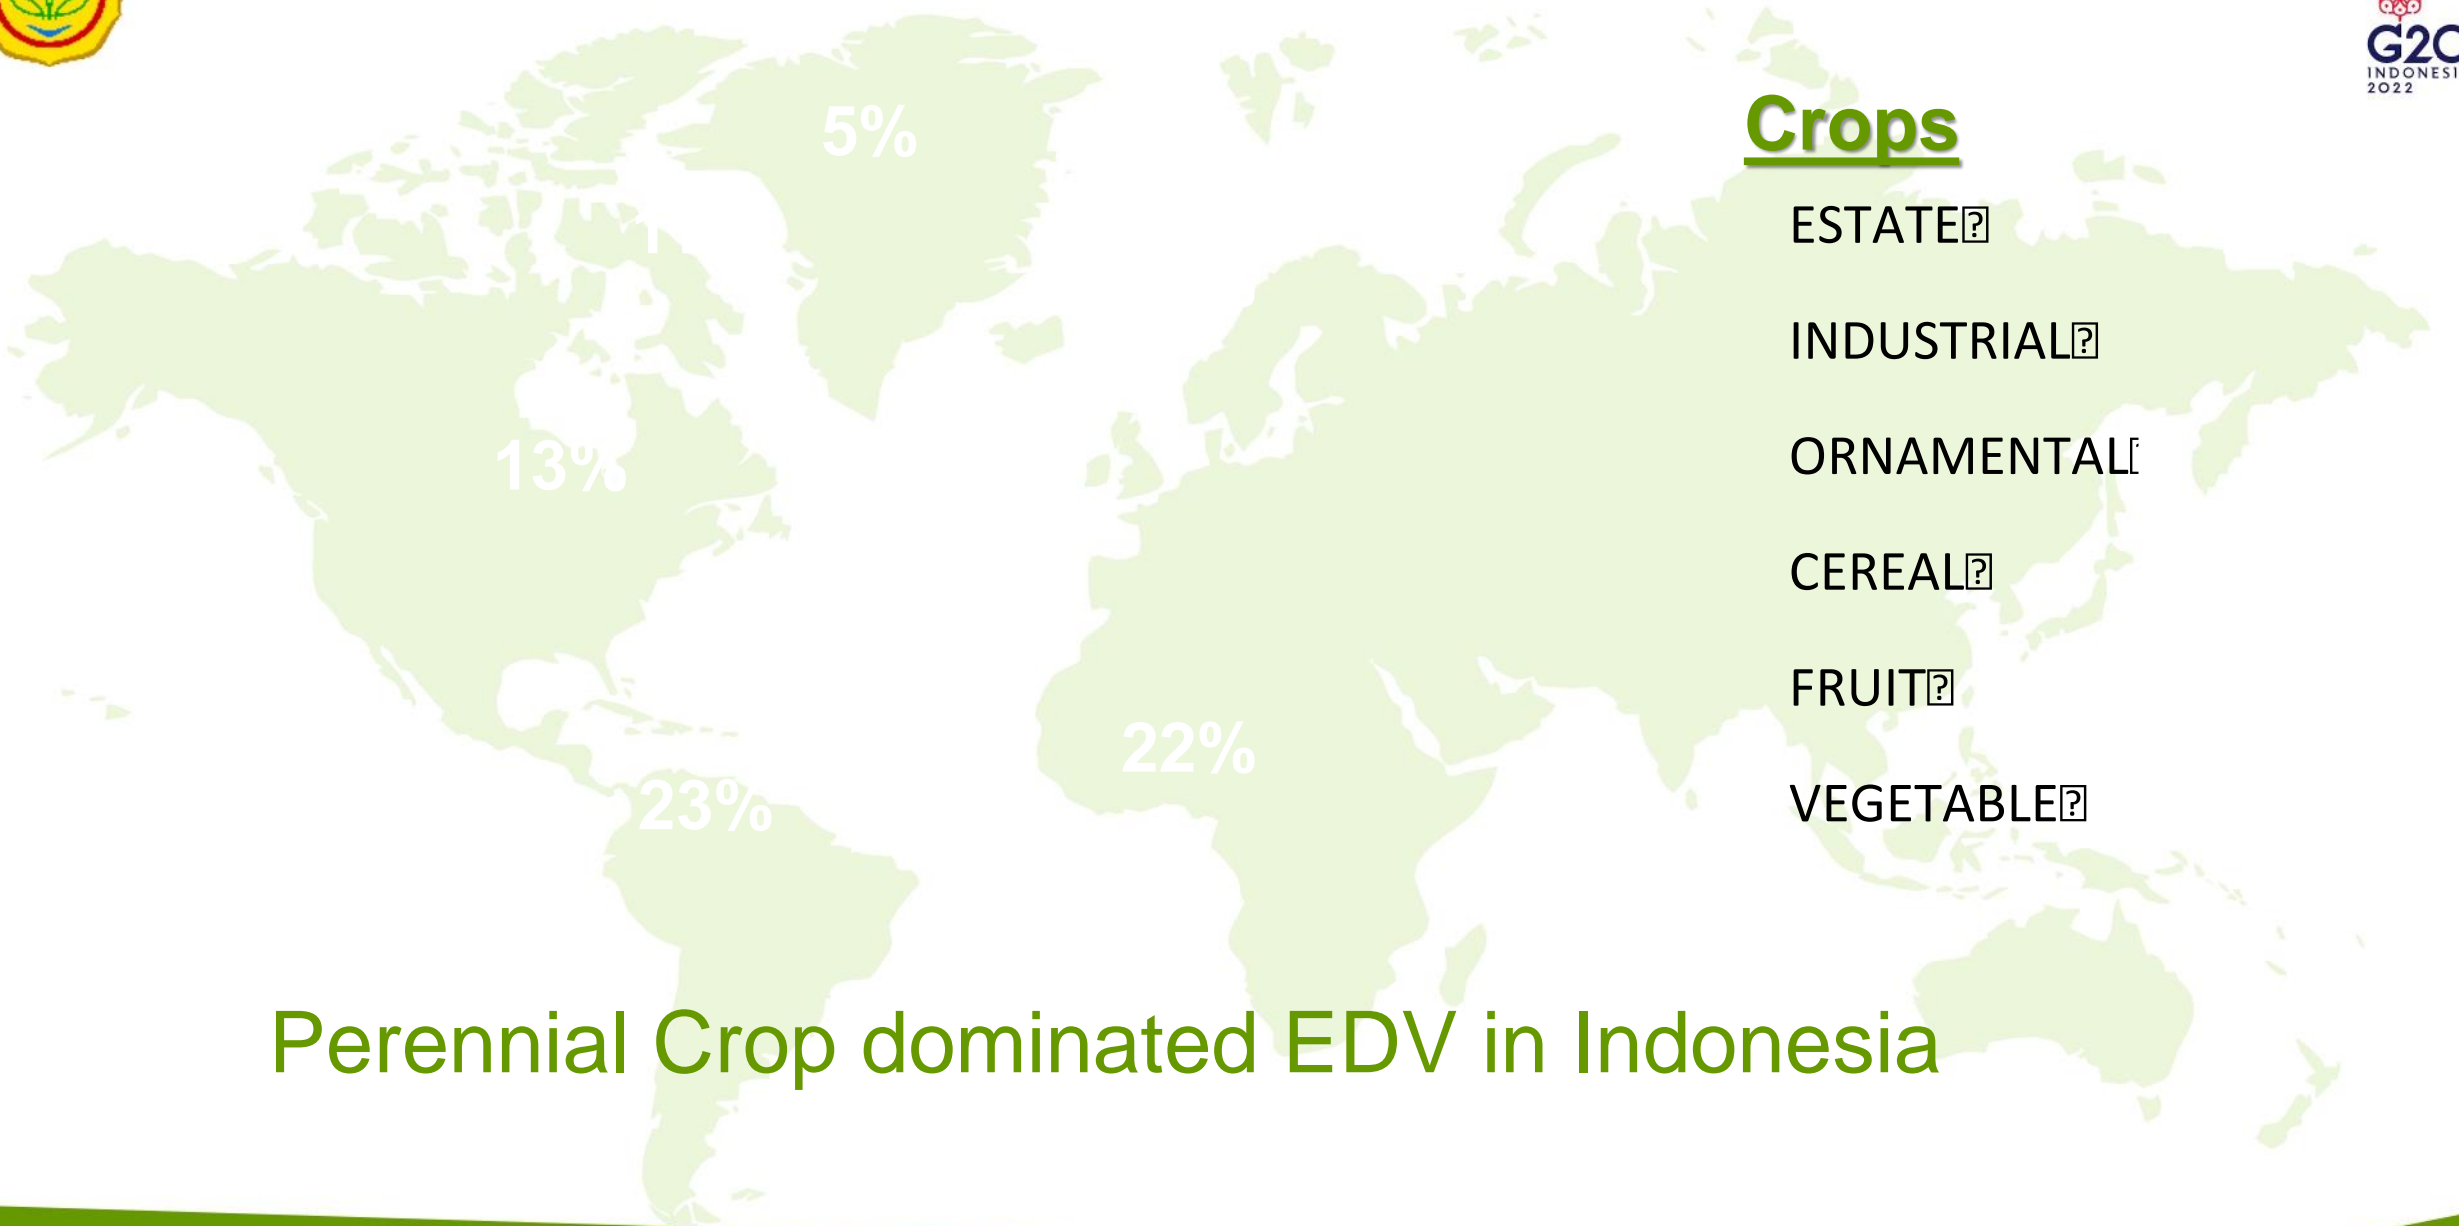 G20
INDONESI
2022
5%
Crops
ESTATE
INDUSTRIAL
13%
ORNAMENTAL
CEREAL
FRUIT
22%
23%
VEGETABLE
Perennial Crop dominated EDV in Indonesia